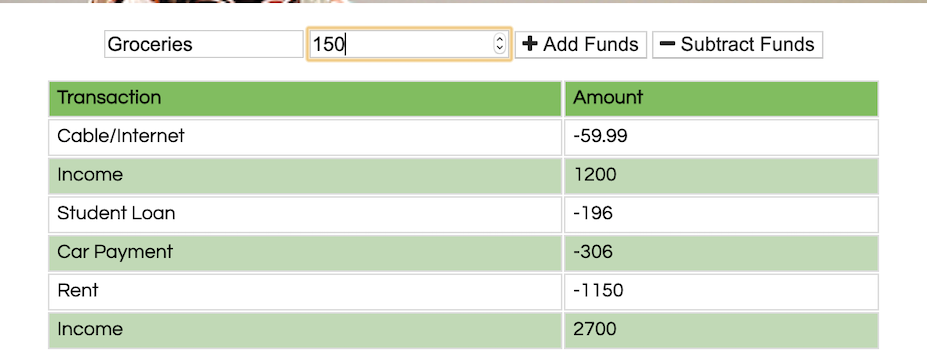 Groceries 150 Add Funds Subtract Funds
Transaction Amount
Cable/Internet -59.99
Income 1200
Student Loan -196
Car Payment -306
Rent -1150
Income 2700